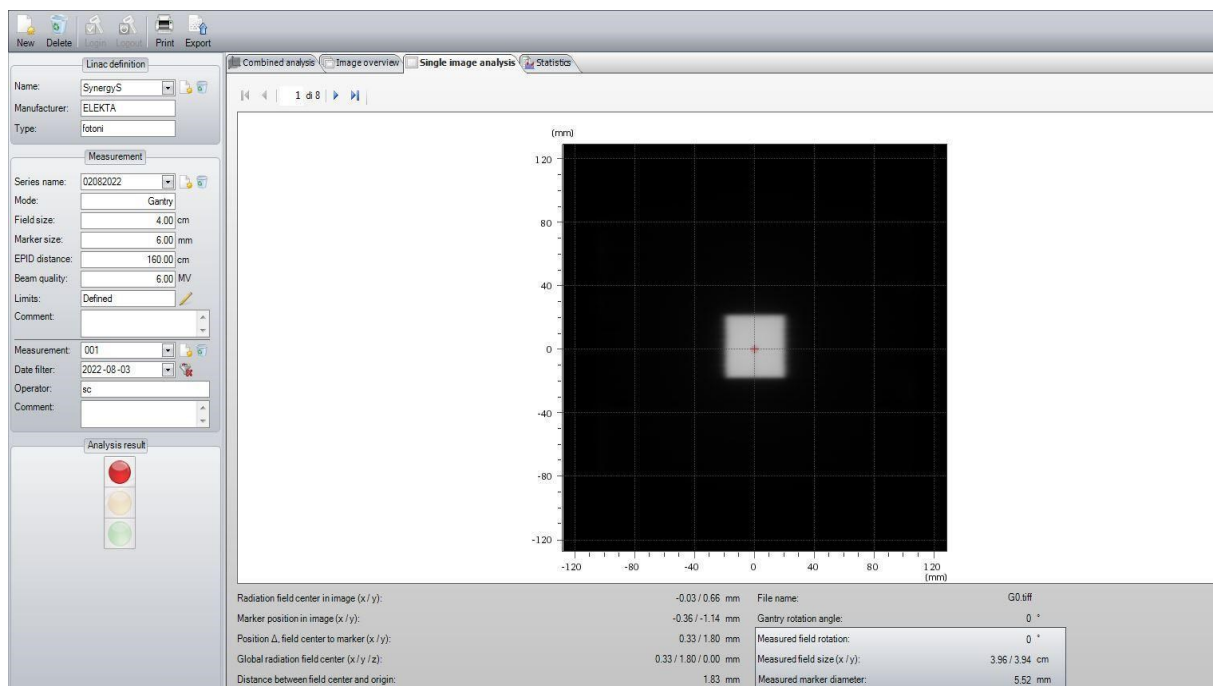 New Delete Login Logout Print Export
Linac definition
Name: SynergyS
Manufacturer: ELEKTA
Type: fotoni
Measurement
Series name: 02082022
Mode: Gantry
Field size: 4.00 cm
Marker size: 6.00 mm
EPID distance: 160.00 cm
Beam quality: 6.00 MV
Limits: Defined
Comment:
Measurement: 001
Date filter: 2022-08-03
Operator: sc
Comment:
Analysis result
Combined analysis Image overview Single image analysis Statistics
1 di 8
(mm)
120
80
40
0
-40
-80
-120
-120 -80 -40 0 40 80 120
(mm)
Radiation field center in image (x / y): -0.03 / 0.66 mm
Marker position in image (x / y): -0.36 / -1.14 mm
Position Δ, field center to marker (x / y): 0.33 / 1.80 mm
Global radiation field center (x / y / z): 0.33 / 1.80 / 0.00 mm
Distance between field center and origin: 1.83 mm
File name: G0.tiff
Gantry rotation angle: 0 °
Measured field rotation: 0 °
Measured field size (x / y): 3.96 / 3.94 cm
Measured marker diameter: 5.52 mm